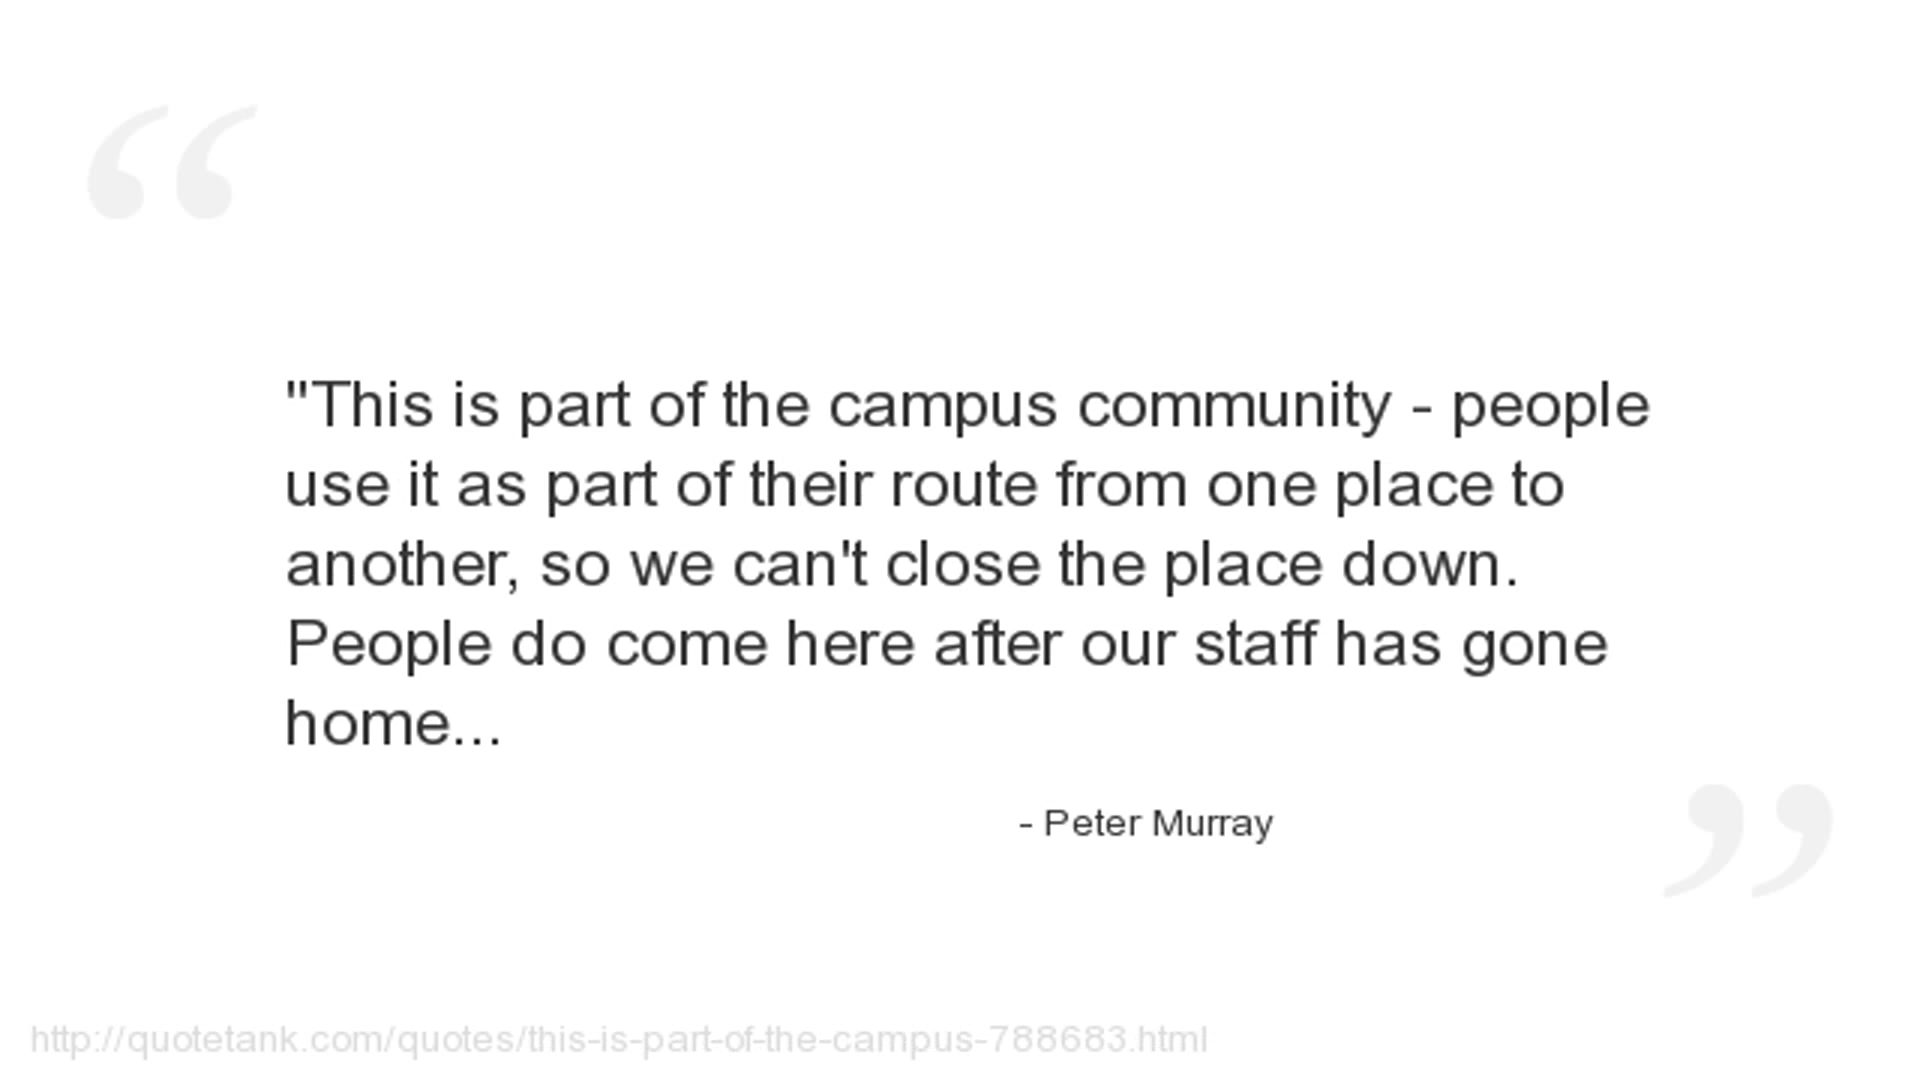 "This is part of the campus community - people
use it as part of their route from one place to
another, so we can't close the place down.
People do come here after our staff has gone
home...
- Peter Murray
http://quotetank.com/quotes/this-is-part-of-the-campus-788683.html